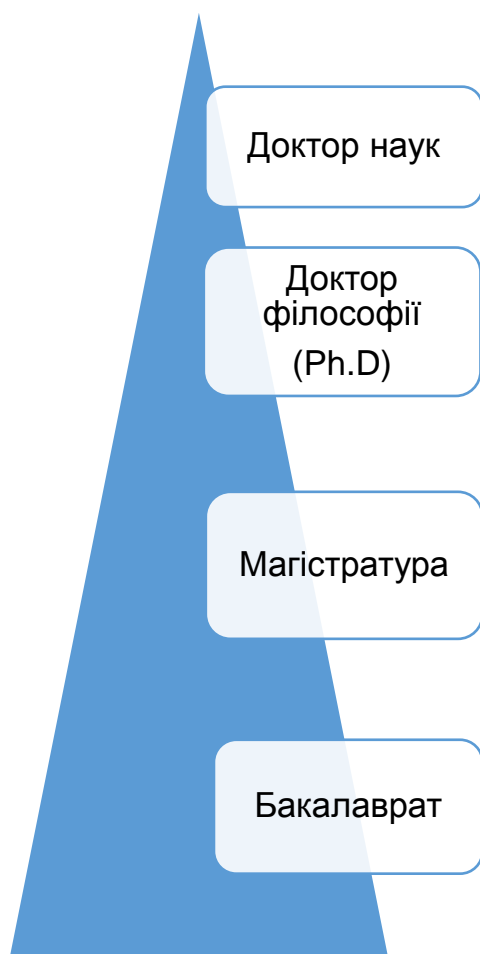 Доктор наук
Доктор
філософії
(Ph.D)
Магістратура
Бакалаврат